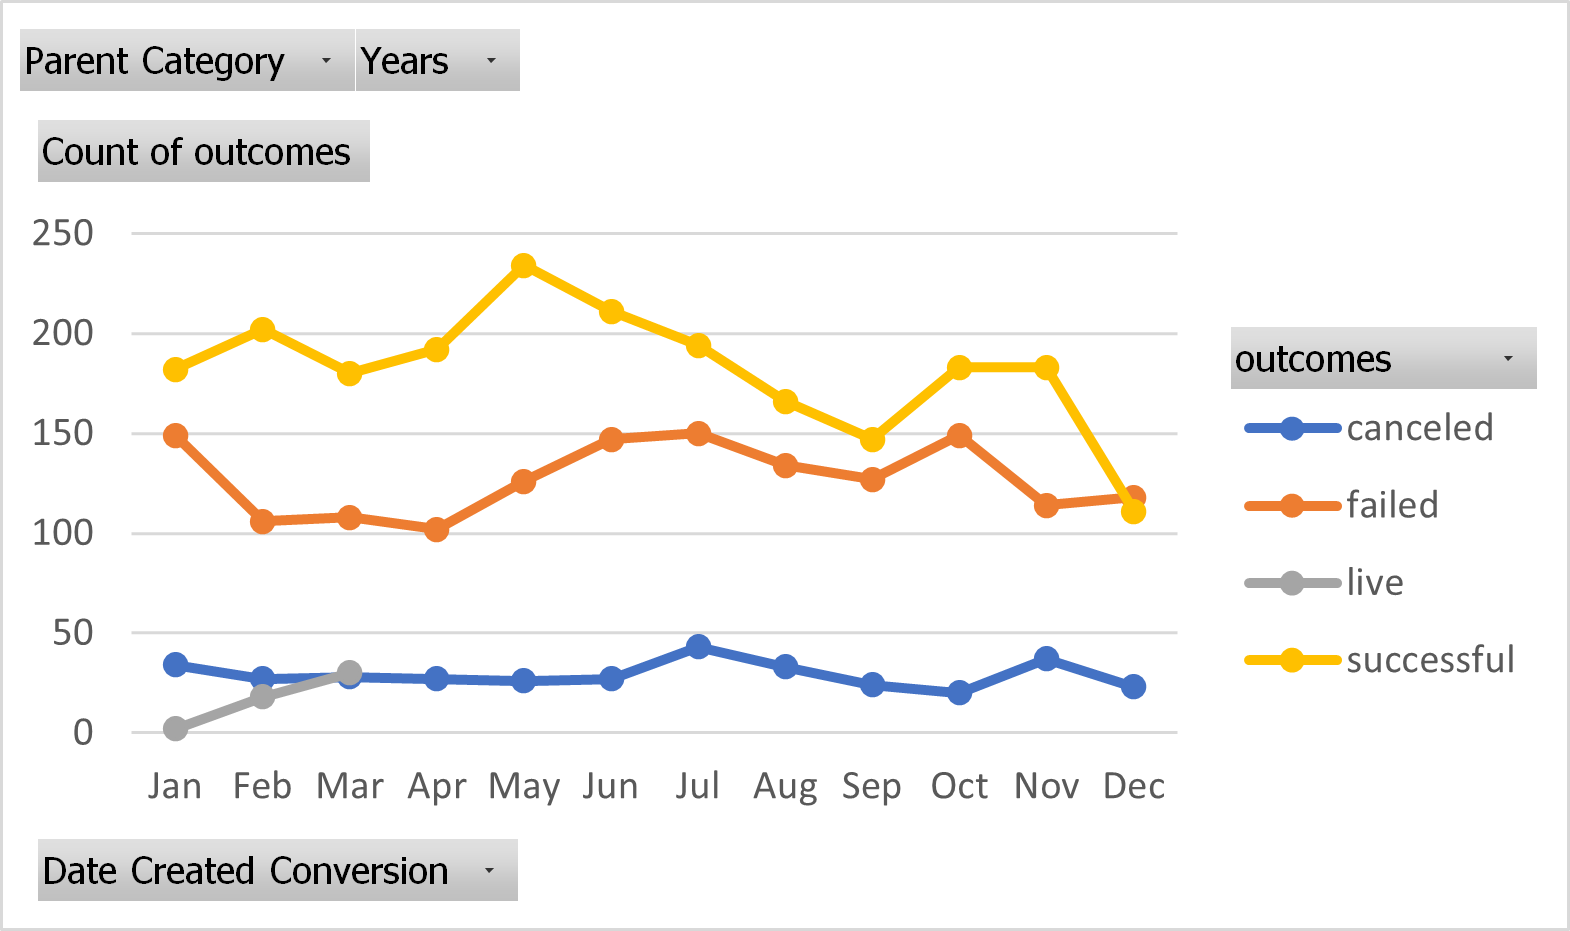 Parent Category Years
Count of outcomes
250
200
150
100
50
0
Jan Feb Mar Apr May Jun Jul Aug Sep Oct Nov Dec
outcomes
canceled
failed
live
successful
Date Created Conversion